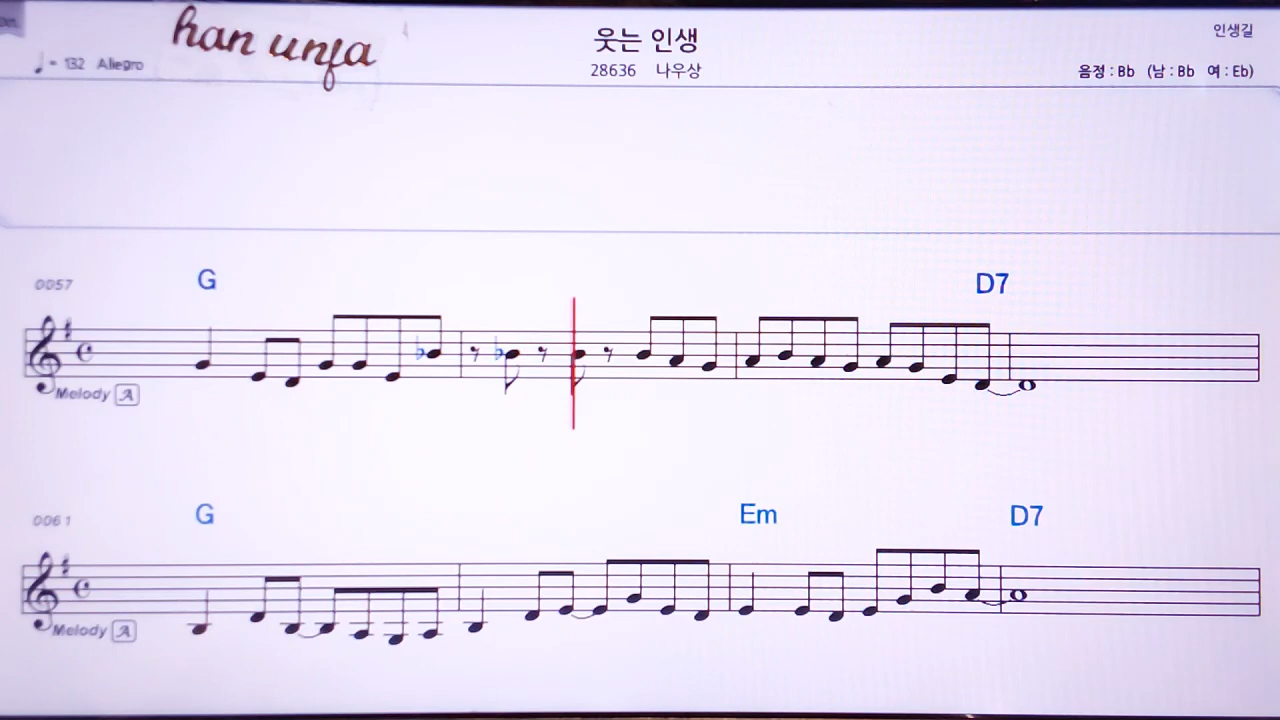 han unfa
웃는 인생
인생길
♩= 132 Allegro
28636 나우상
음정 : Bb (남 : Bb 여 : Eb)
0057 G D7
Melody A
0061 G Em D7
Melody A